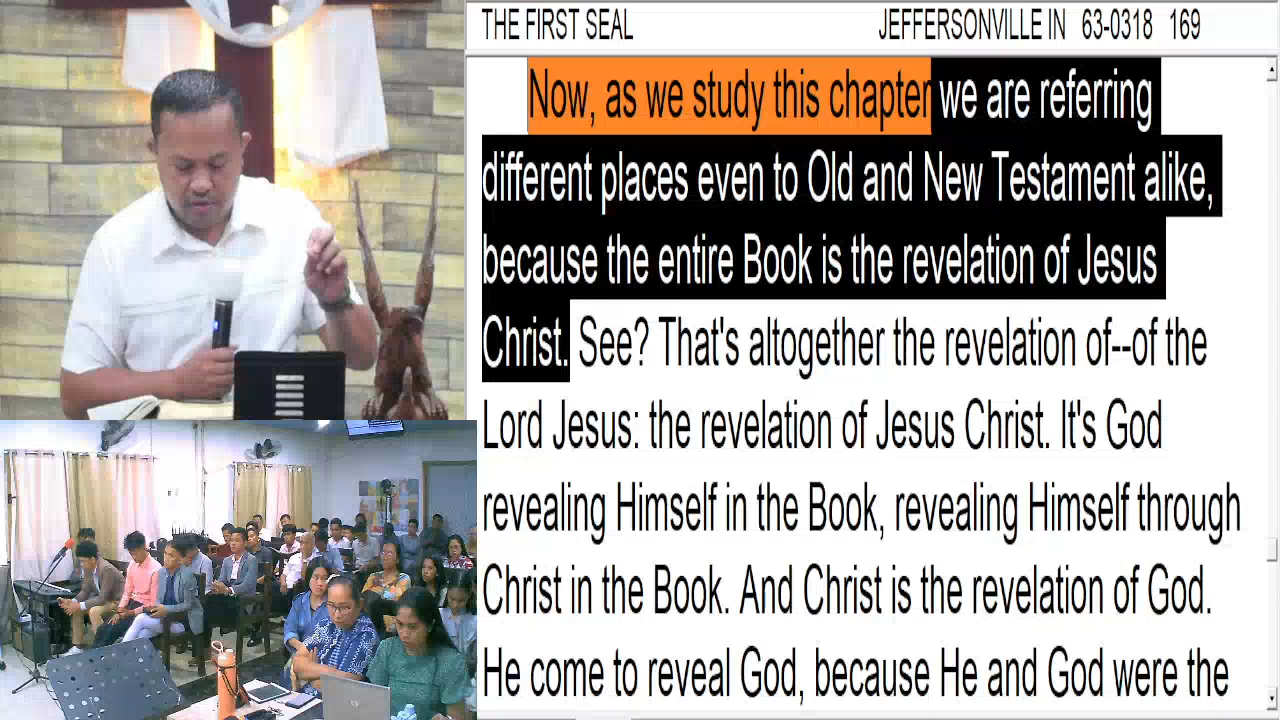 THE FIRST SEAL JEFFERSONVILLE IN 63-0318 169
Now, as we study this chapter we are referring
different places even to Old and New Testament alike,
because the entire Book is the revelation of Jesus
Christ. See? That's altogether the revelation of--of the
Lord Jesus: the revelation of Jesus Christ. It's God
revealing Himself in the Book, revealing Himself through
Christ in the Book. And Christ is the revelation of God.
He come to reveal God, because He and God were the